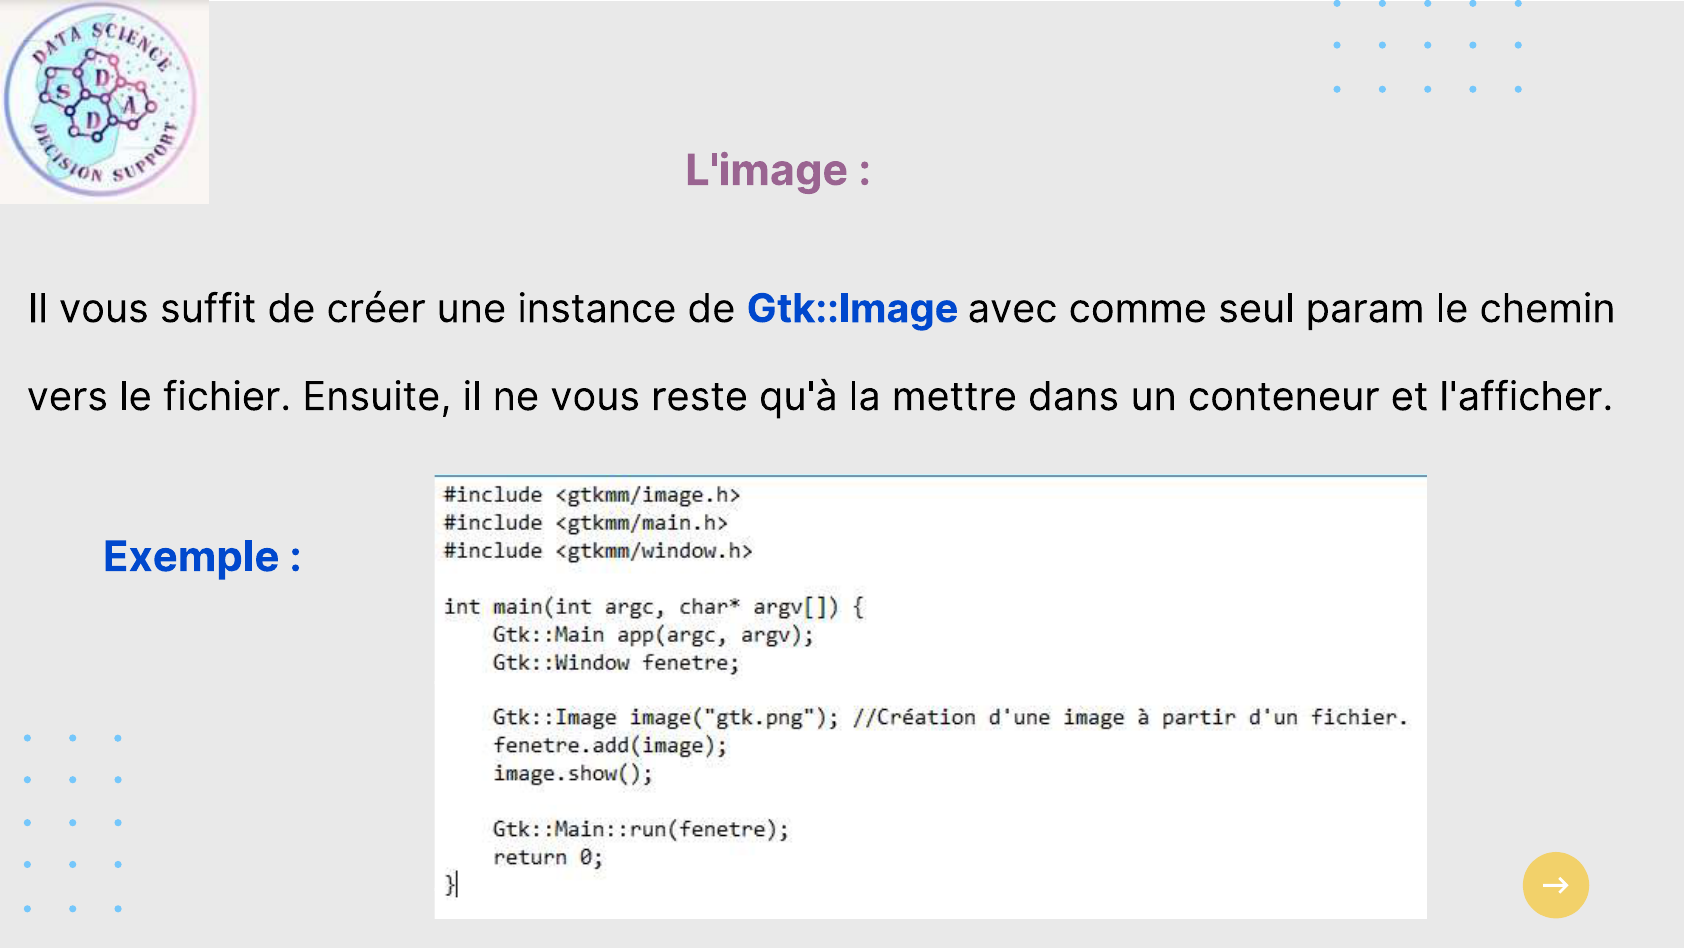 DATA SCIENCE
S D
D A
DECISION SUPPORT
L'image :
Il vous suffit de créer une instance de Gtk::Image avec comme seul param le chemin
vers le fichier. Ensuite, il ne vous reste qu'à la mettre dans un conteneur et l'afficher.
Exemple :
#include <gtkmm/image.h>
#include <gtkmm/main.h>
#include <gtkmm/window.h>
int main(int argc, char* argv[]) {
    Gtk::Main app(argc, argv);
    Gtk::Window fenetre;
    Gtk::Image image("gtk.png"); //Création d'une image à partir d'un fichier.
    fenetre.add(image);
    image.show();
    Gtk::Main::run(fenetre);
    return 0;
}